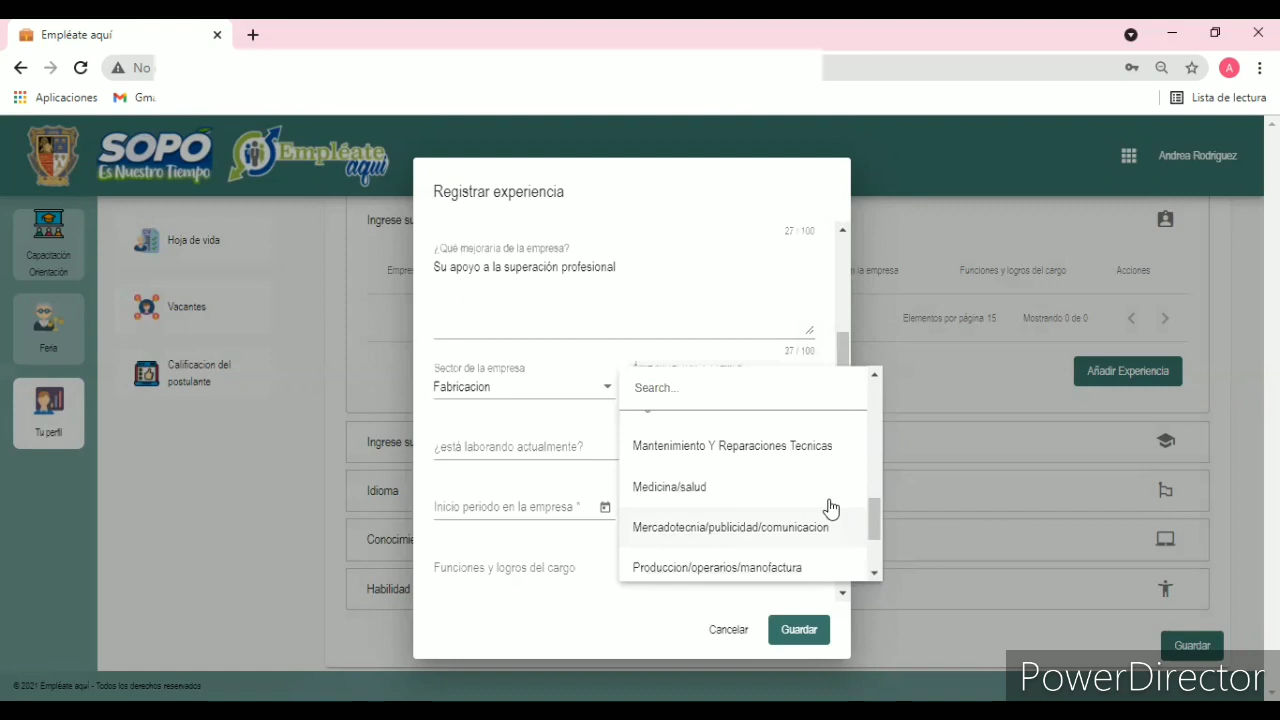 Empléate aquí
No
Aplicaciones
Lista de lectura
SOPÓ
Es Nuestro Tiempo
Empléate
aquí
Andrea Rodriguez
Capacitación
Orientación
Feria
Tu perfil
Hoja de vida
Vacantes
Calificacion del
postulante
Ingrese su
Empre
la empresa
Funciones y logros del cargo
Acciones
Elementos por página 15
Mostrando 0 de 0
Añadir Experiencia
Ingrese su
Idioma
Conocimie
Habilidad
Guardar
Registrar experiencia
27 / 100
¿Qué mejoraria de la empresa?
Su apoyo a la superación profesional
37 / 100
Sector de la empresa
Fabricacion
¿está laborando actualmente?
Inicio periodo en la empresa *
Funciones y logros del cargo
Search...
Mantenimiento Y Reparaciones Tecnicas
Medicina/salud
Mercadotecnia/publicidad/comunicacion
Produccion/operarios/manofactura
Cancelar
Guardar
© 2021 Empléate aquí - Todos los derechos reservados
PowerDirector
A